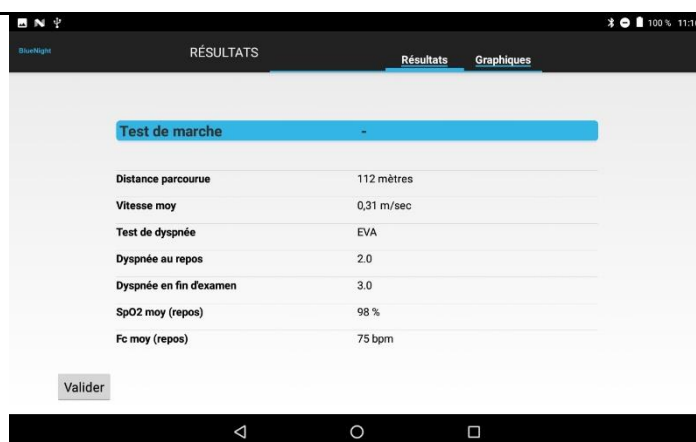 100 % 11:16
BlueNight
RÉSULTATS
Résultats Graphiques
Test de marche -
Distance parcourue 112 mètres
Vitesse moy 0,31 m/sec
Test de dyspnée EVA
Dyspnée au repos 2.0
Dyspnée en fin d'examen 3.0
SpO2 moy (repos) 98 %
Fc moy (repos) 75 bpm
Valider